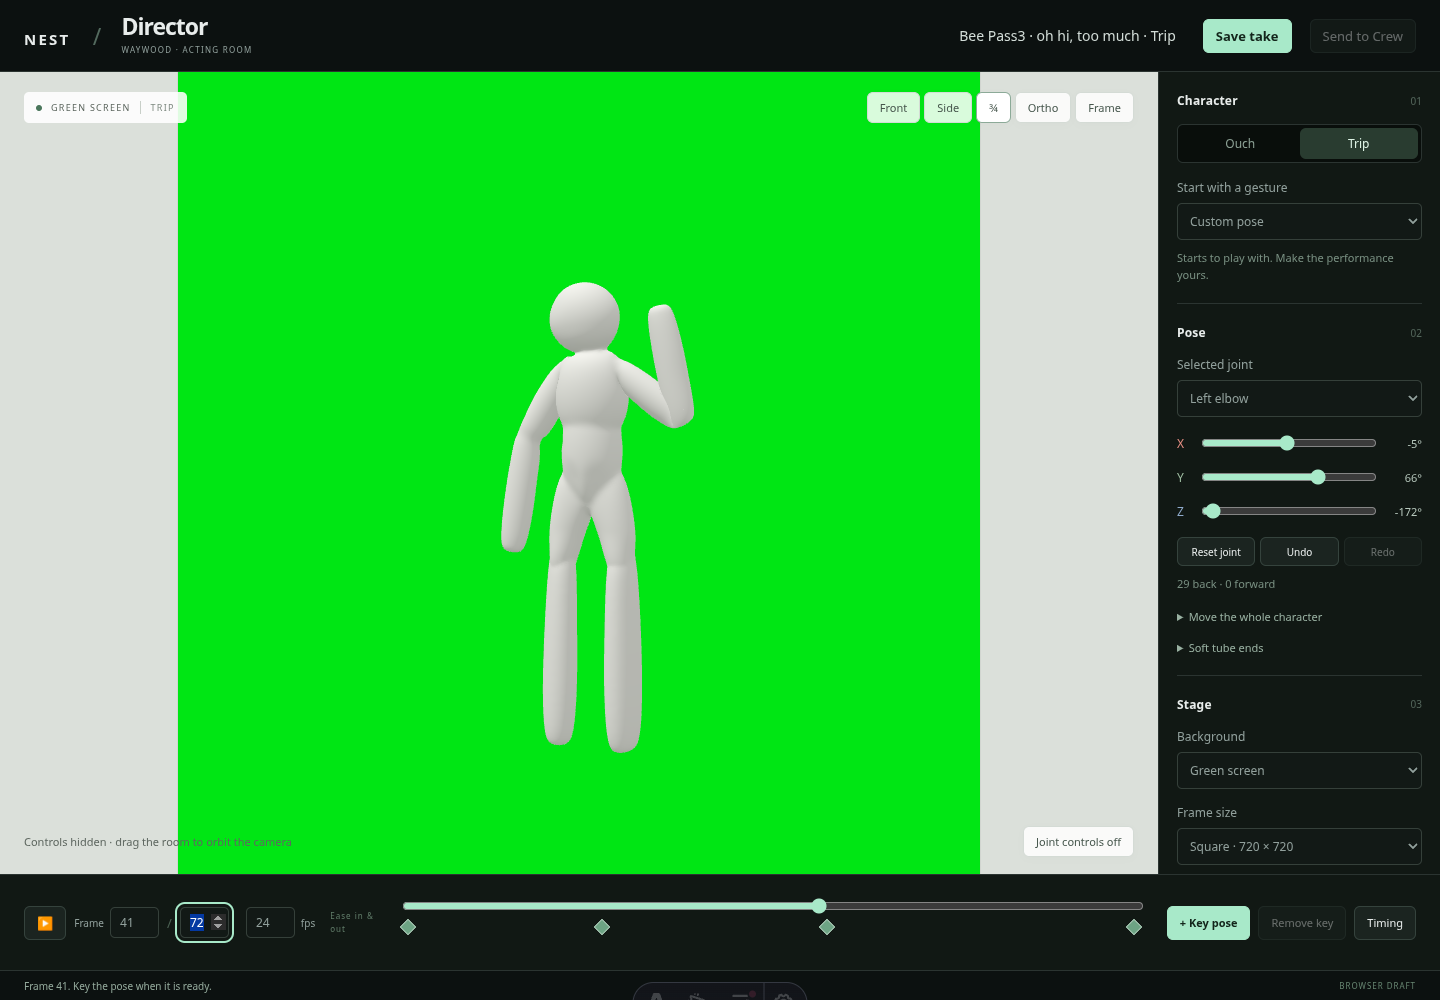 NEST / Director
WAYWOOD · ACTING ROOM
Bee Pass3 · oh hi, too much · Trip
Save take
Send to Crew
GREEN SCREEN | TRIP
Front
Side
¾
Ortho
Frame
Controls hidden · drag the room to orbit the camera
Joint controls off
Character 01
Ouch
Trip
Start with a gesture
Custom pose
Starts to play with. Make the performance
yours.
Pose 02
Selected joint
Left elbow
X -5°
Y 66°
Z -172°
Reset joint
Undo
Redo
29 back · 0 forward
Move the whole character
Soft tube ends
Stage 03
Background
Green screen
Frame size
Square · 720 × 720
Frame 41 / 72 24 fps
Ease in &
out
+ Key pose
Remove key
Timing
Frame 41. Key the pose when it is ready.
BROWSER DRAFT